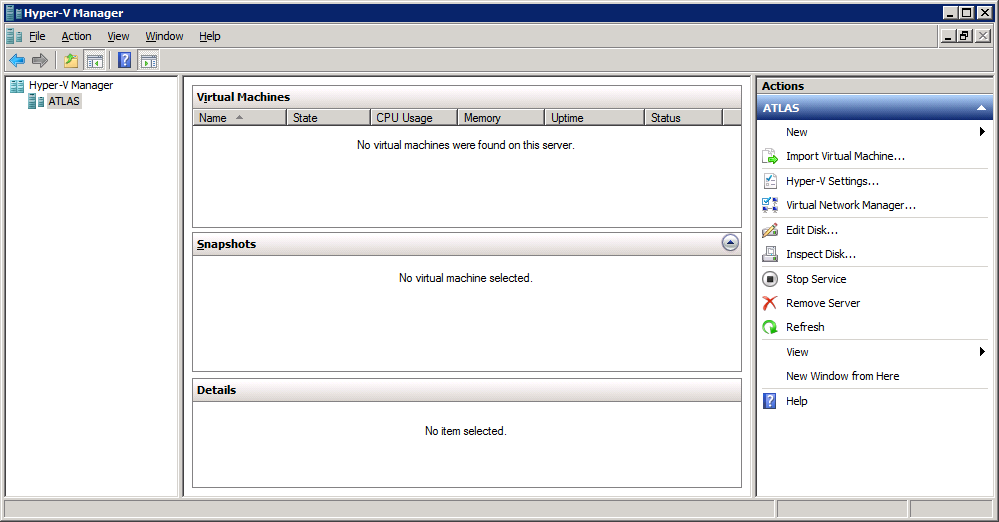 Hyper-V Manager
File Action View Window Help
Hyper-V Manager
ATLAS
Virtual Machines
Name State CPU Usage Memory Uptime Status
No virtual machines were found on this server.
Snapshots
No virtual machine selected.
Details
No item selected.
Actions
ATLAS
New
Import Virtual Machine...
Hyper-V Settings...
Virtual Network Manager...
Edit Disk...
Inspect Disk...
Stop Service
Remove Server
Refresh
View
New Window from Here
Help